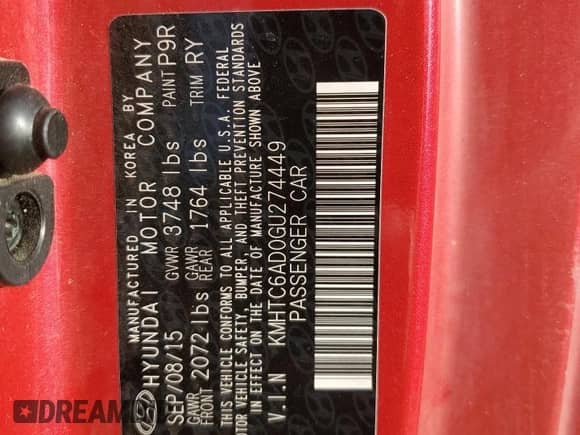 MANUFACTURED IN KOREA BY
HYUNDAI MOTOR COMPANY
SEP/08/15 GVWR 3748 lbs PAINT P9R
GAWR FRONT 2072 lbs GAWR REAR 1764 lbs TRIM RY
THIS VEHICLE CONFORMS TO ALL APPLICABLE U.S.A. FEDERAL
MOTOR VEHICLE SAFETY, BUMPER, AND THEFT PREVENTION STANDARDS
IN EFFECT ON THE DATE OF MANUFACTURE SHOWN ABOVE
V.I.N KMHTC6AD0GU274449
PASSENGER CAR